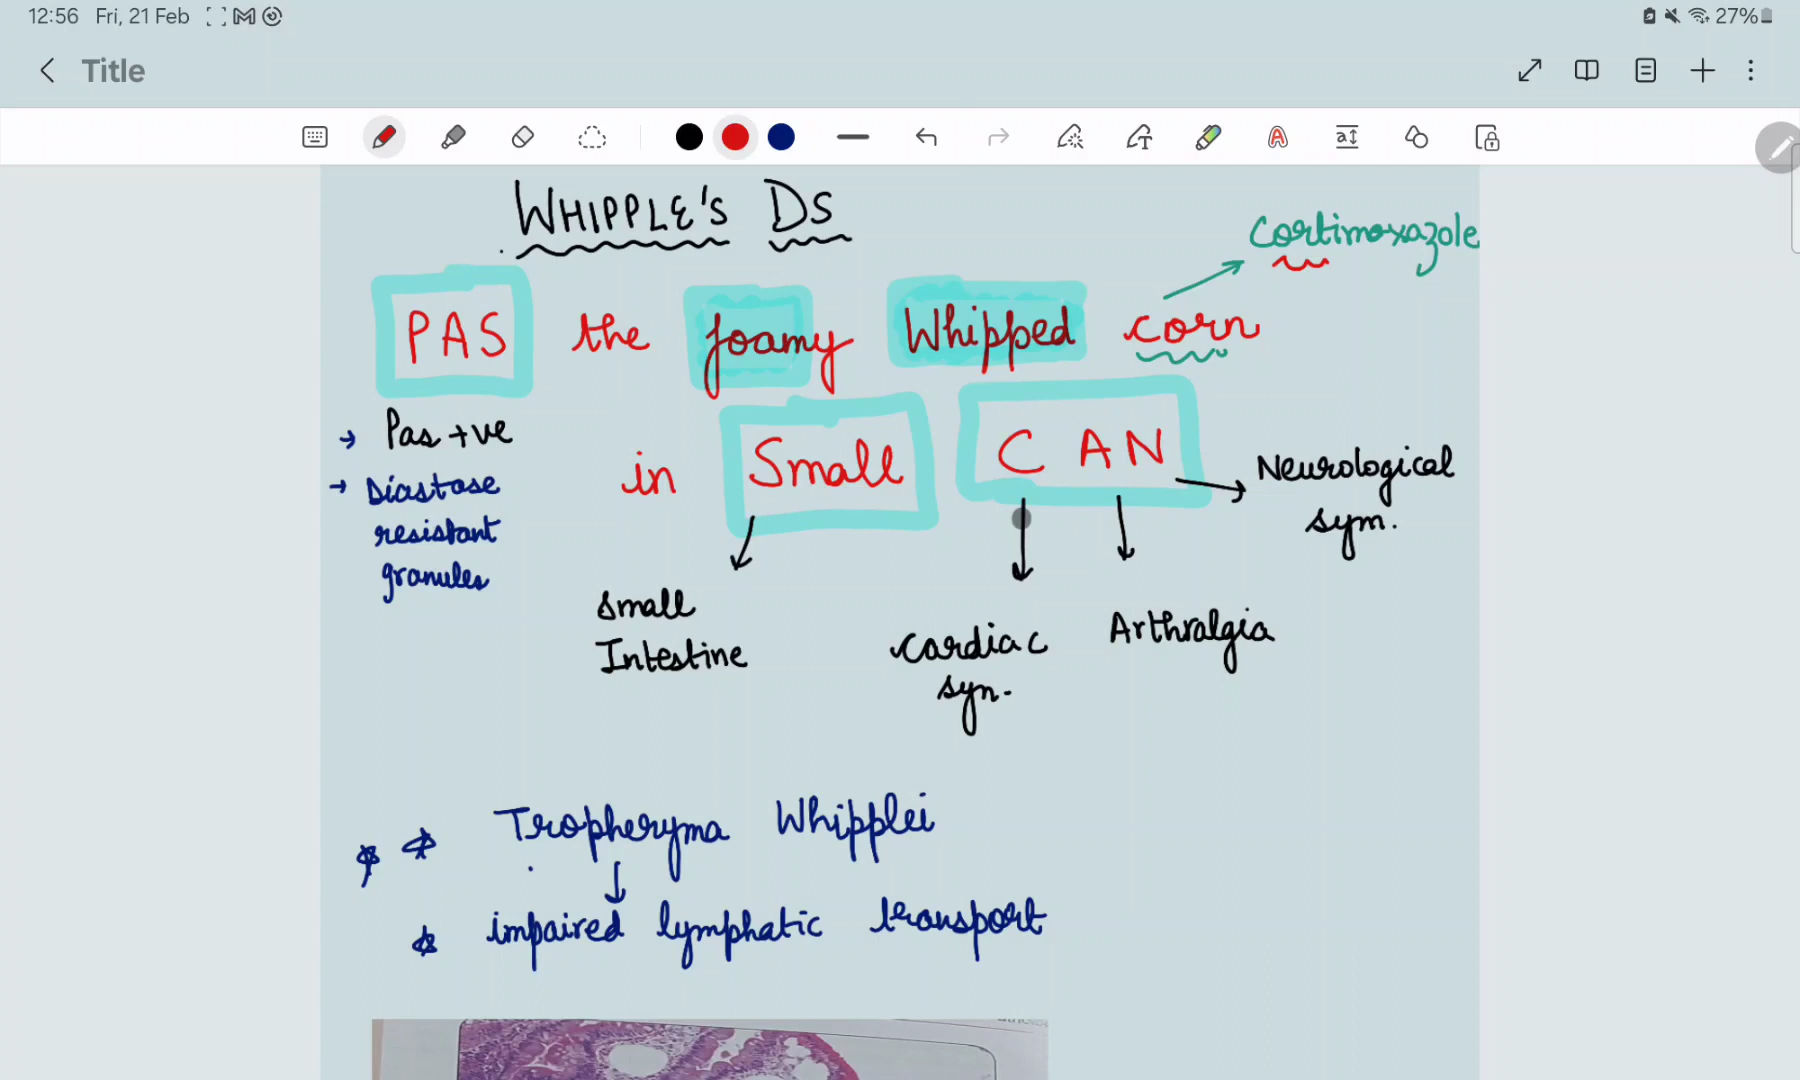 12:56 Fri, 21 Feb 27%
Title
WHIPPLE'S DS
Cortimoxazole
PAS the foamy Whipped corn
→ Pas +ve
in Small CAN
→ Diastase
resistant
granules
Neurological
sym.
Small
Intestine
Cardiac
syn.
Arthralgia
Tropheryma Whipplei
impaired lymphatic transport